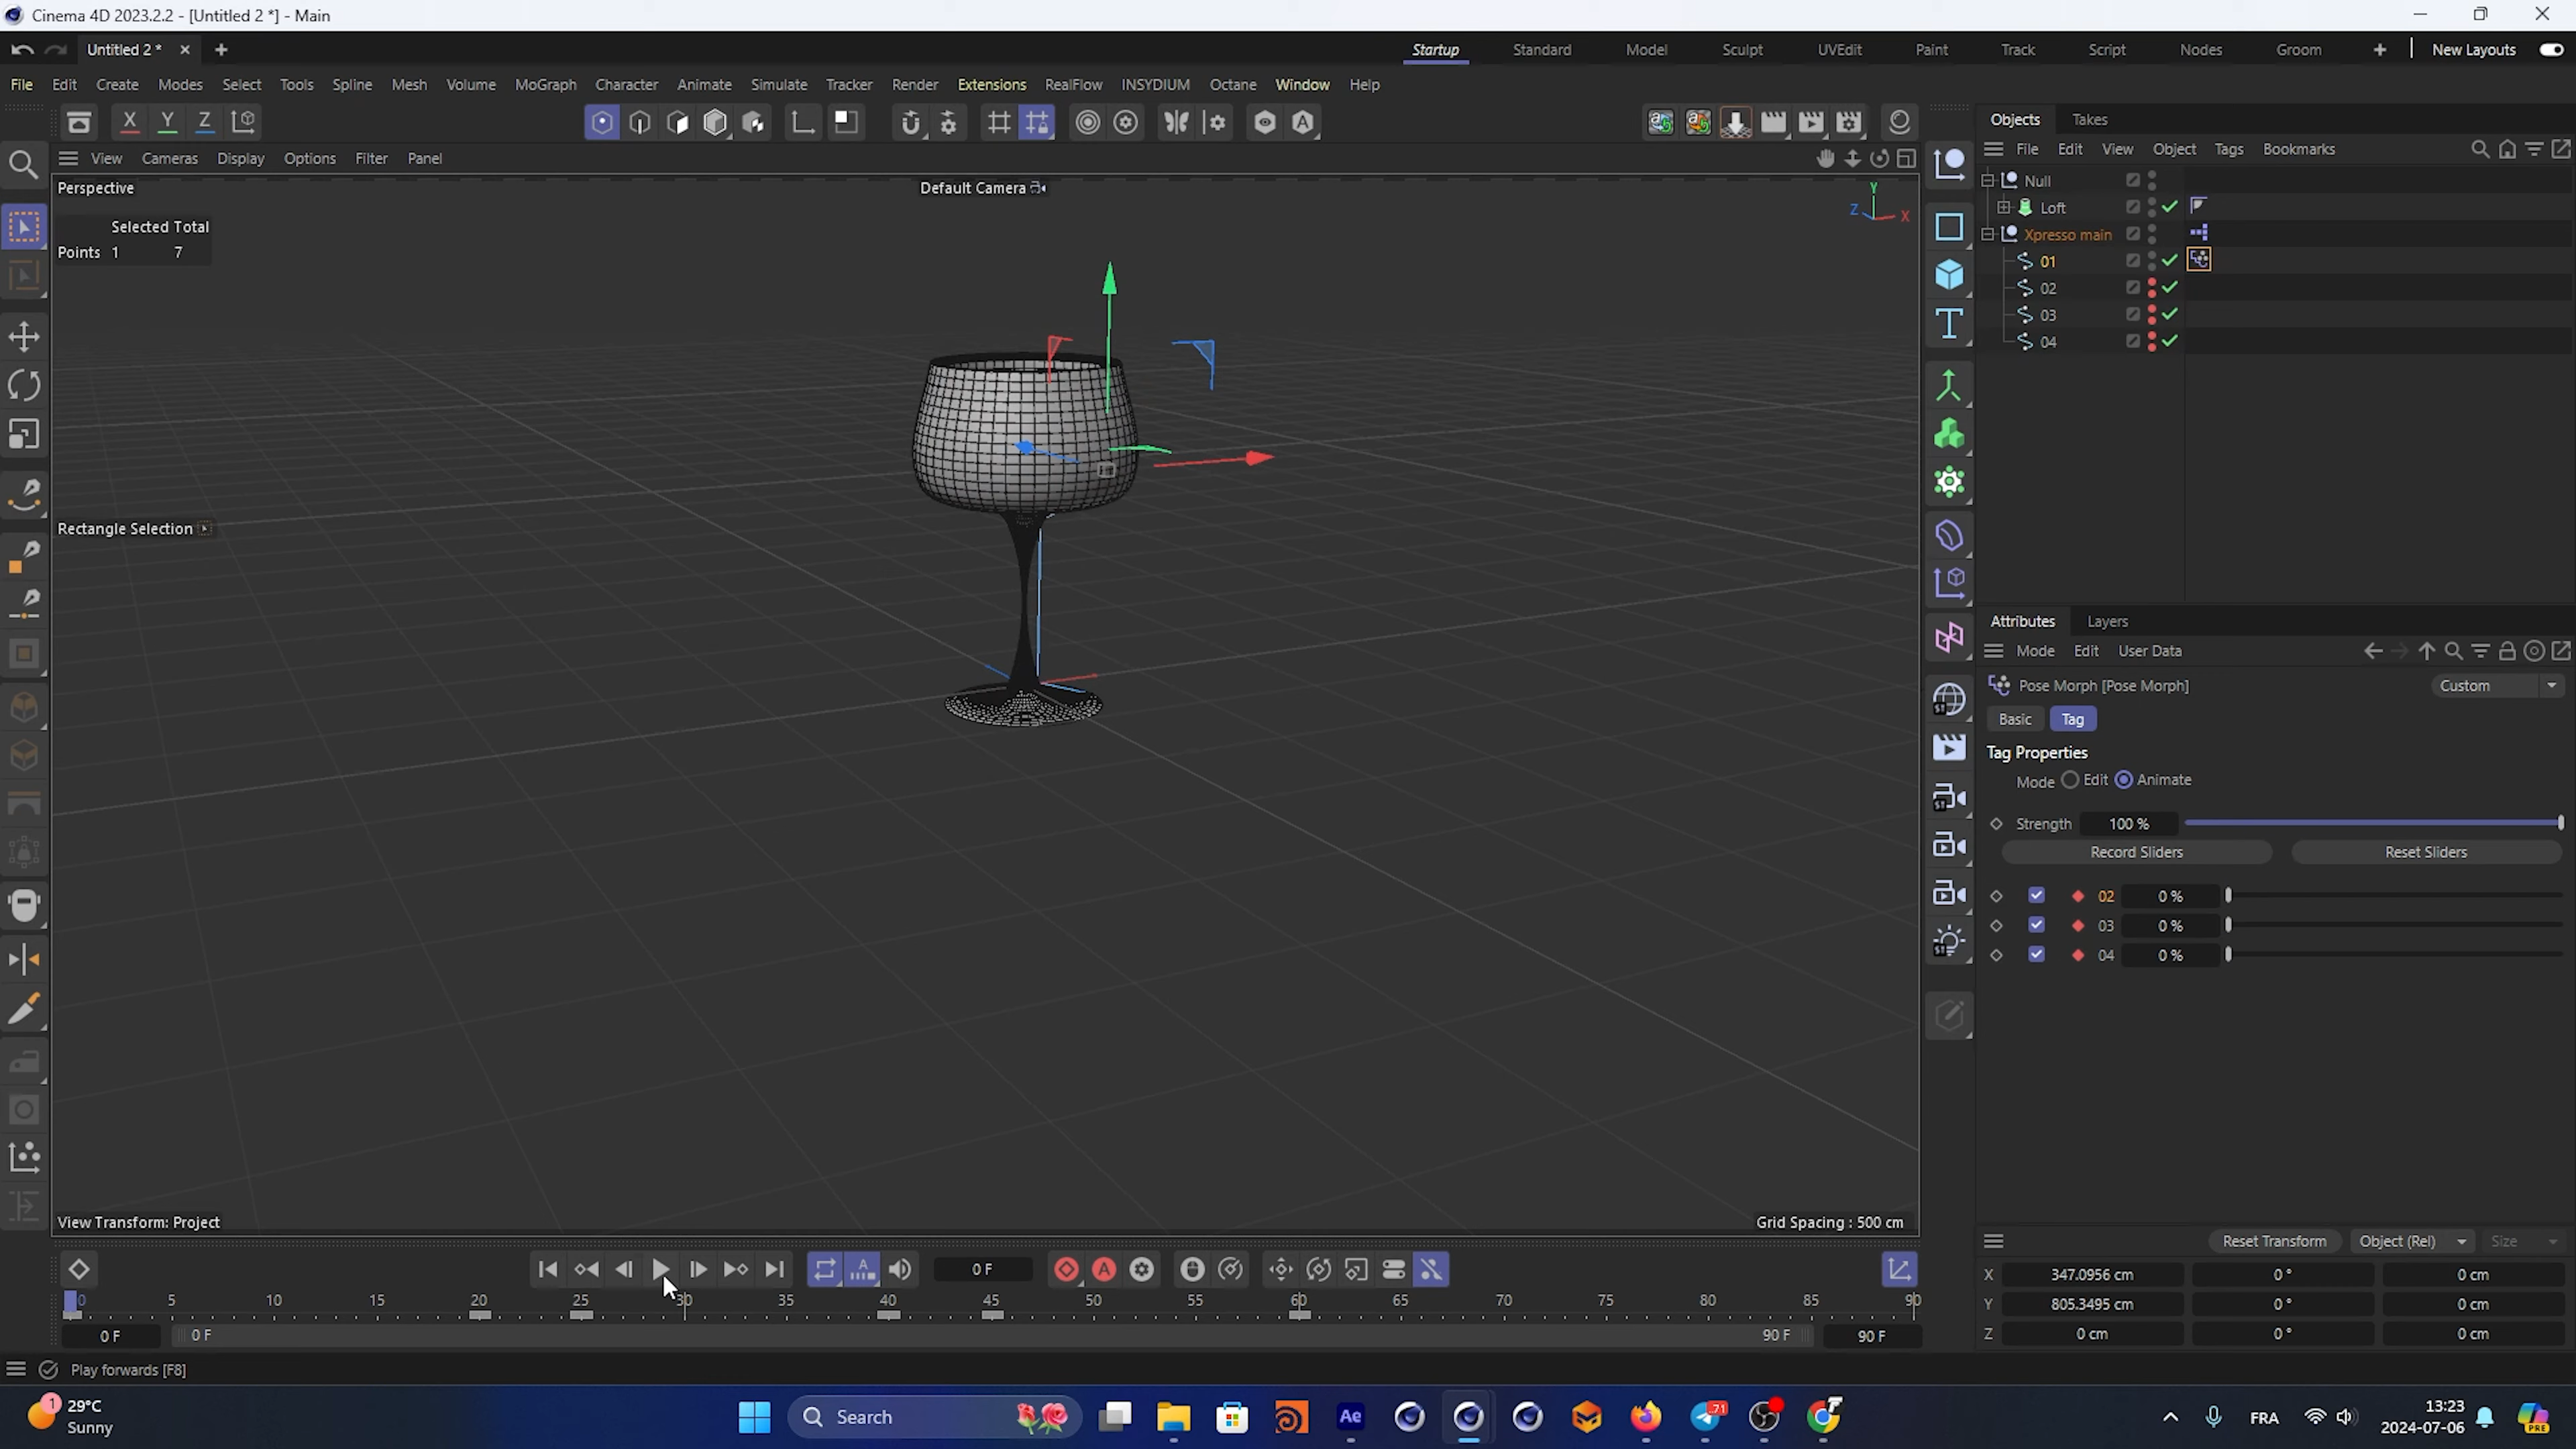 Cinema 4D 2023.2.2 - [Untitled 2 *] - Main
Untitled 2 *
Startup Standard Model Sculpt UVEdit Paint Track Script Nodes Groom New Layouts
File Edit Create Modes Select Tools Spline Mesh Volume MoGraph Character Animate Simulate Tracker Render Extensions RealFlow INSYDIUM Octane Window Help
X Y Z
Objects Takes
File Edit View Object Tags Bookmarks
View Cameras Display Options Filter Panel
Perspective
Default Camera
Y
Z X
Selected Total
Points 1 7
Rectangle Selection
Null
Loft
Xpresso main
01
02
03
04
Attributes Layers
Mode Edit User Data
Pose Morph [Pose Morph]
Custom
Basic Tag
Tag Properties
Mode Edit Animate
Strength 100 %
Record Sliders Reset Sliders
02 0 %
03 0 %
04 0 %
View Transform: Project
Grid Spacing : 500 cm
0 F
0 5 10 15 20 25 30 35 40 45 50 55 60 65 70 75 80 85 90
0 F 0 F 90 F 90 F
Reset Transform Object (Rel) Size
X 347.0956 cm 0 ° 0 cm
Y 805.3495 cm 0 ° 0 cm
Z 0 cm 0 ° 0 cm
Play forwards [F8]
1
29°C
Sunny
Search
Ae
71
FRA
13:23
2024-07-06
PRE